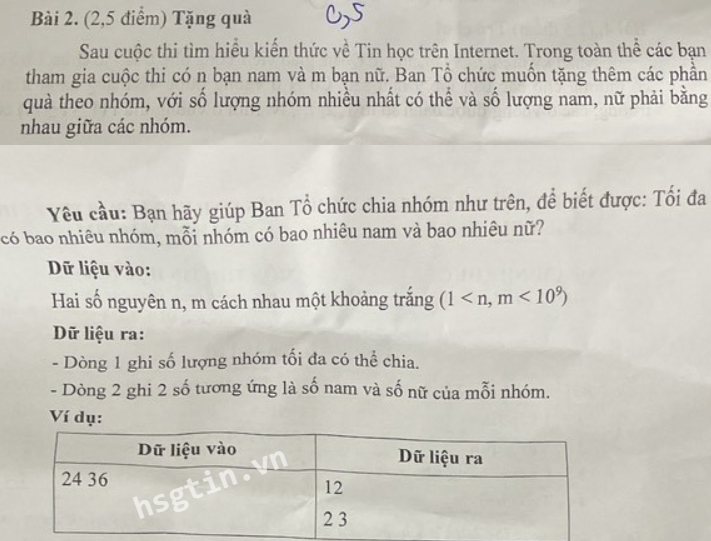 Bài 2. (2,5 điểm) Tặng quà
0,5
Sau cuộc thi tìm hiểu kiến thức về Tin học trên Internet. Trong toàn thể các bạn
tham gia cuộc thi có n bạn nam và m bạn nữ. Ban Tổ chức muốn tặng thêm các phần
quà theo nhóm, với số lượng nhóm nhiều nhất có thể và số lượng nam, nữ phải bằng
nhau giữa các nhóm.
Yêu cầu: Bạn hãy giúp Ban Tổ chức chia nhóm như trên, để biết được: Tối đa
có bao nhiêu nhóm, mỗi nhóm có bao nhiêu nam và bao nhiêu nữ?
Dữ liệu vào:
Hai số nguyên n, m cách nhau một khoảng trắng (1 < n, m < 10⁹)
Dữ liệu ra:
- Dòng 1 ghi số lượng nhóm tối đa có thể chia.
- Dòng 2 ghi 2 số tương ứng là số nam và số nữ của mỗi nhóm.
Ví dụ:
Dữ liệu vào Dữ liệu ra
24 36 12
2 3
hsgtin.vn